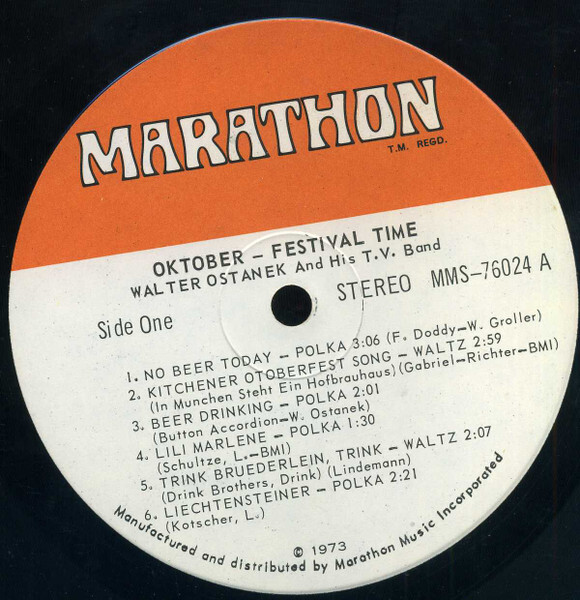 MARATHON
T.M. REGD.
OKTOBER – FESTIVAL TIME
WALTER OSTANEK And His T.V. Band
Side One
STEREO MMS-76024 A
1. NO BEER TODAY – POLKA 3:06 (F. Doddy–W. Groller)
2. KITCHENER OTOBERFEST SONG – WALTZ 2:59
(In Munchen Steht Ein Hofbrauhaus) (Gabriel–Richter–BMI)
3. BEER DRINKING – POLKA 2:01
(Button Accordion–W. Ostanek)
4. LILI MARLENE – POLKA 1:30
(Schultze, L.–BMI)
5. TRINK BRUEDERLEIN, TRINK – WALTZ 2:07
(Drink Brothers, Drink) (Lindemann)
6. LIECHTENSTEINER – POLKA 2:21
(Kotscher, L.)
© 1973
Manufactured and distributed by Marathon Music Incorporated